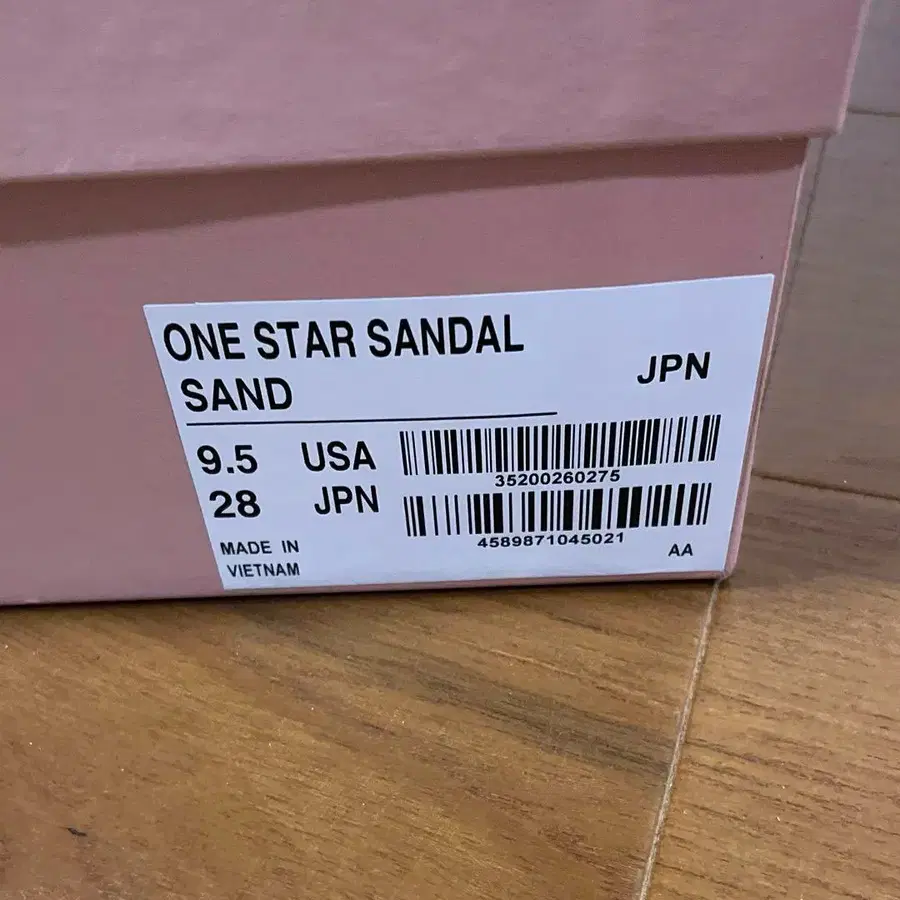 ONE STAR SANDAL
SAND
JPN
9.5 USA
35200260275
28 JPN
4589871045021
MADE IN
VIETNAM
AA